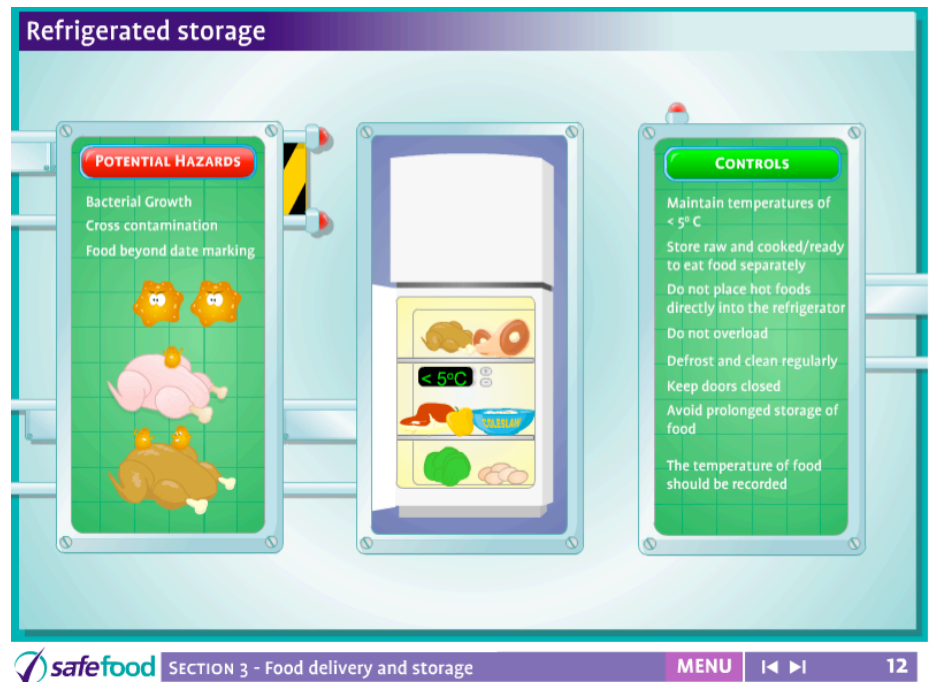 Refrigerated storage
POTENTIAL HAZARDS
Bacterial Growth
Cross contamination
Food beyond date marking
< 5ºC
COLESLAW
CONTROLS
Maintain temperatures of
< 5º C
Store raw and cooked/ready
to eat food separately
Do not place hot foods
directly into the refrigerator
Do not overload
Defrost and clean regularly
Keep doors closed
Avoid prolonged storage of
food
The temperature of food
should be recorded
safefood SECTION 3 - Food delivery and storage MENU 12